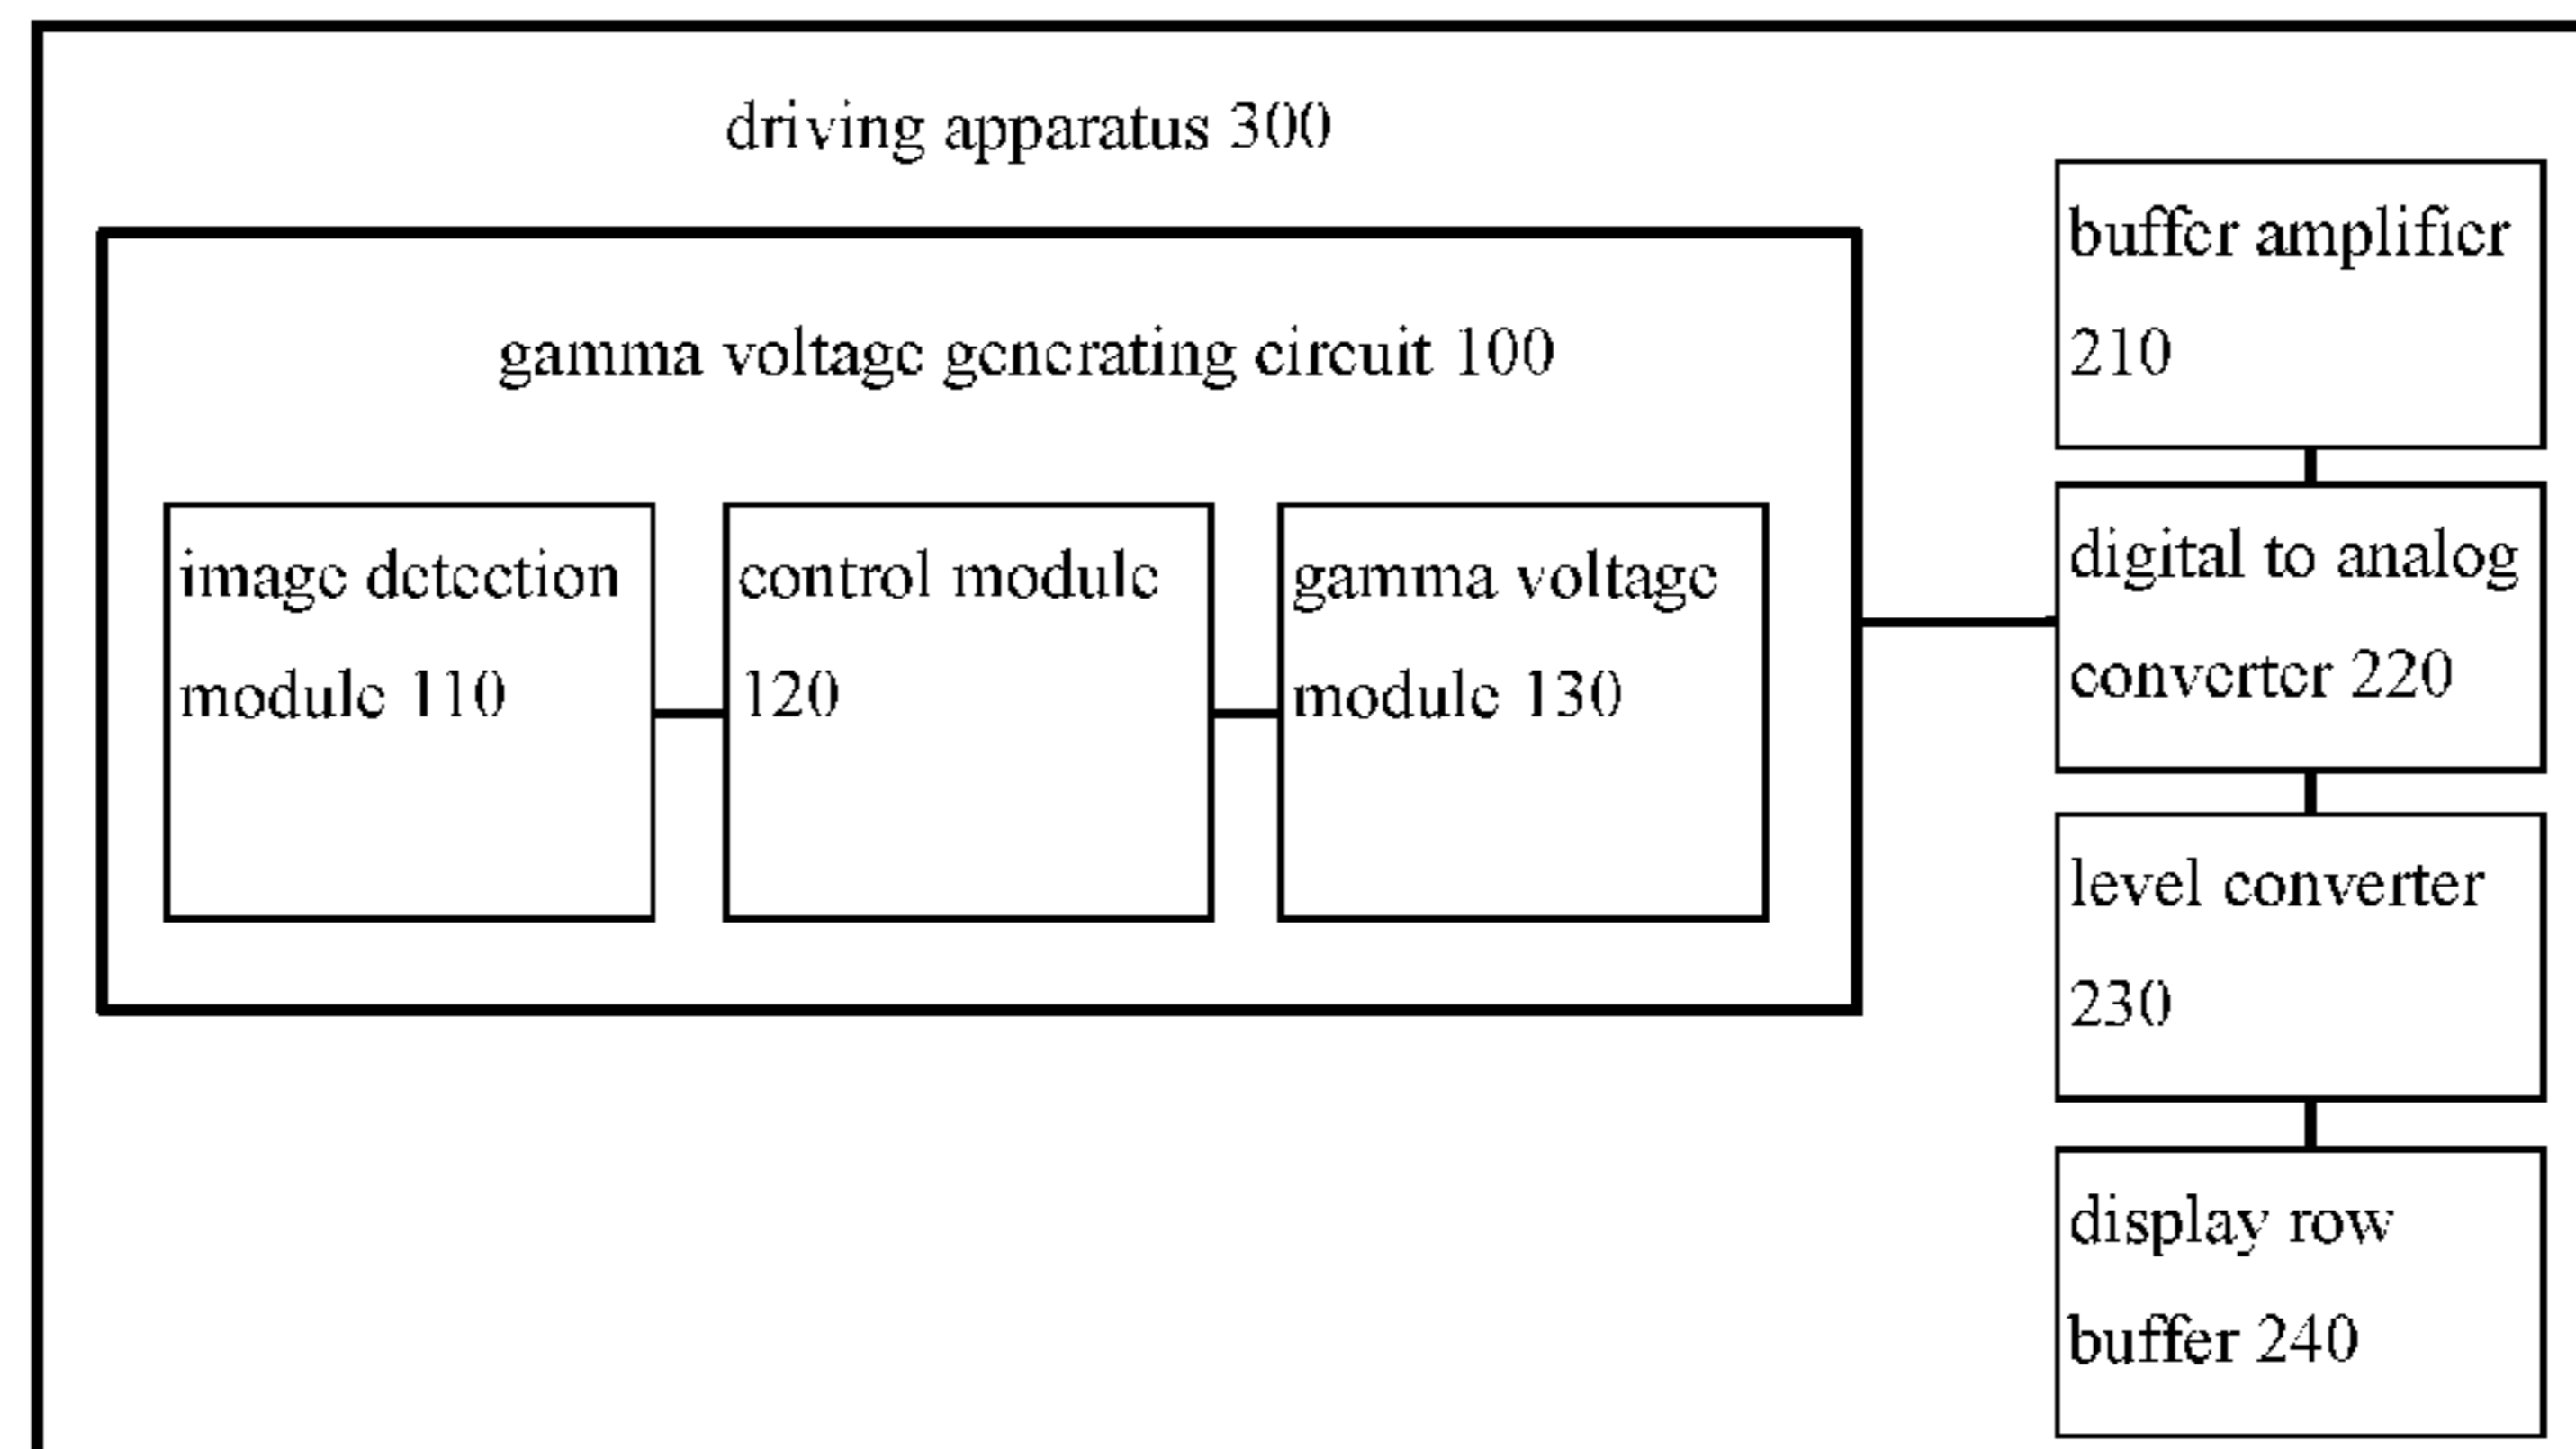 driving apparatus 300
gamma voltage generating circuit 100
image detection
module 110
control module
120
gamma voltage
module 130
buffer amplifier
210
digital to analog
converter 220
level converter
230
display row
buffer 240